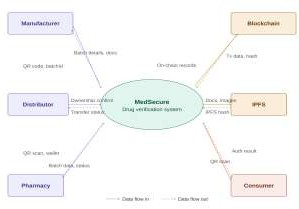 Manufacturer
Blockchain
Batch details, docs
Tx data, hash
QR code, batchId
On-chain records
MedSecure
Drug verification system
Distributor
Ownership control
Transfer status
Docs, images
IPFS hash
IPFS
QR scan, wallet
Batch data, status
Auth result
QR scan
Pharmacy
Consumer
Data flow in
Data flow out